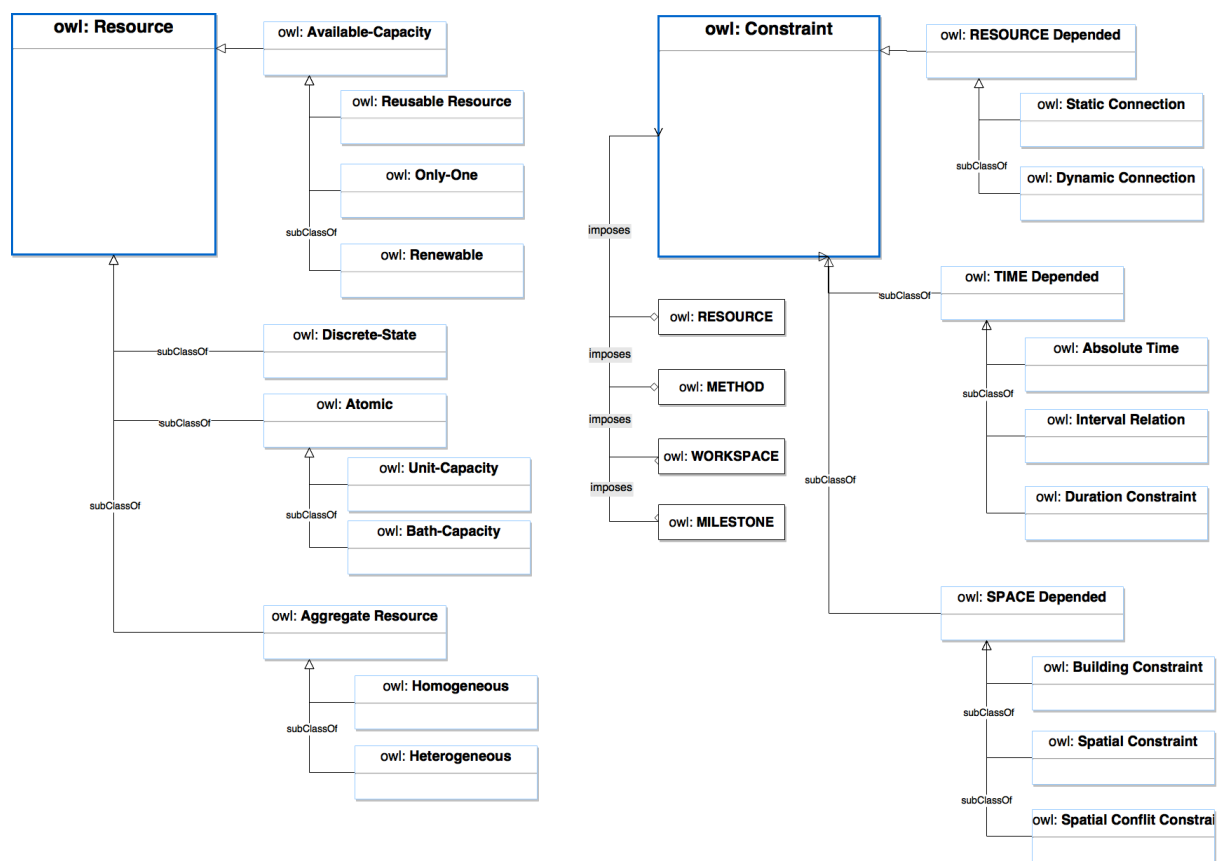 owl: Resource
owl: Available-Capacity
owl: Reusable Resource
owl: Only-One
subClassOf
owl: Renewable
owl: Discrete-State
subClassOf
owl: Atomic
subClassOf
owl: Unit-Capacity
subClassOf
subClassOf
owl: Bath-Capacity
owl: Aggregate Resource
owl: Homogeneous
subClassOf
owl: Heterogeneous
owl: Constraint
owl: RESOURCE Depended
owl: Static Connection
subClassOf
owl: Dynamic Connection
imposes
owl: RESOURCE
imposes
owl: METHOD
imposes
owl: WORKSPACE
imposes
owl: MILESTONE
owl: TIME Depended
subClassOf
owl: Absolute Time
subClassOf
owl: Interval Relation
subClassOf
owl: Duration Constraint
owl: SPACE Depended
owl: Building Constraint
subClassOf
owl: Spatial Constraint
subClassOf
owl: Spatial Conflit Constrai